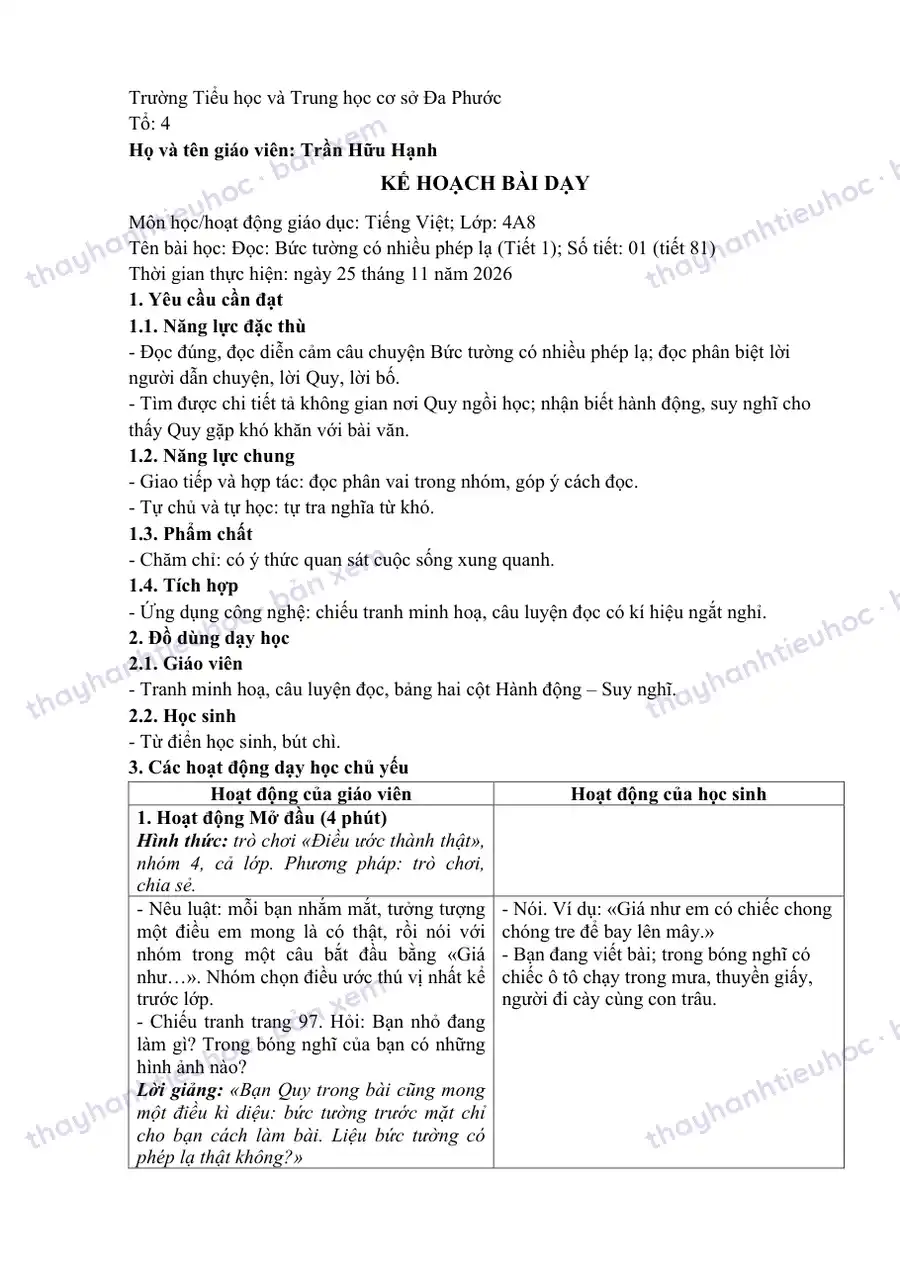 Trường Tiểu học và Trung học cơ sở Đa Phước
Tổ: 4
Họ và tên giáo viên: Trần Hữu Hạnh
KẾ HOẠCH BÀI DẠY
Môn học/hoạt động giáo dục: Tiếng Việt; Lớp: 4A8
Tên bài học: Đọc: Bức tường có nhiều phép lạ (Tiết 1); Số tiết: 01 (tiết 81)
Thời gian thực hiện: ngày 25 tháng 11 năm 2026
1. Yêu cầu cần đạt
1.1. Năng lực đặc thù
- Đọc đúng, đọc diễn cảm câu chuyện Bức tường có nhiều phép lạ; đọc phân biệt lời
người dẫn chuyện, lời Quy, lời bố.
- Tìm được chi tiết tả không gian nơi Quy ngồi học; nhận biết hành động, suy nghĩ cho
thấy Quy gặp khó khăn với bài văn.
1.2. Năng lực chung
- Giao tiếp và hợp tác: đọc phân vai trong nhóm, góp ý cách đọc.
- Tự chủ và tự học: tự tra nghĩa từ khó.
1.3. Phẩm chất
- Chăm chỉ: có ý thức quan sát cuộc sống xung quanh.
1.4. Tích hợp
- Ứng dụng công nghệ: chiếu tranh minh hoạ, câu luyện đọc có kí hiệu ngắt nghỉ.
2. Đồ dùng dạy học
2.1. Giáo viên
- Tranh minh hoạ, câu luyện đọc, bảng hai cột Hành động – Suy nghĩ.
2.2. Học sinh
- Từ điển học sinh, bút chì.
3. Các hoạt động dạy học chủ yếu
Hoạt động của giáo viên
Hoạt động của học sinh
1. Hoạt động Mở đầu (4 phút)
Hình thức: trò chơi «Điều ước thành thật»,
nhóm 4, cả lớp. Phương pháp: trò chơi,
chia sẻ.
- Nêu luật: mỗi bạn nhắm mắt, tưởng tượng
một điều em mong là có thật, rồi nói với
nhóm trong một câu bắt đầu bằng «Giá
như…». Nhóm chọn điều ước thú vị nhất kể
trước lớp.
- Chiếu tranh trang 97. Hỏi: Bạn nhỏ đang
làm gì? Trong bóng nghĩ của bạn có những
hình ảnh nào?
Lời giảng: «Bạn Quy trong bài cũng mong
một điều kì diệu: bức tường trước mặt chỉ
cho bạn cách làm bài. Liệu bức tường có
phép lạ thật không?»
- Nói. Ví dụ: «Giá như em có chiếc chong
chóng tre để bay lên mây.»
- Bạn đang viết bài; trong bóng nghĩ có
chiếc ô tô chạy trong mưa, thuyền giấy,
người đi cày cùng con trâu.
thayhanhtieuhoc · bản xem
thayhanhtieuhoc · b
thayhanhtieuhoc · bản xem
thayhanhtieuhoc · b
thayhanhtieuhoc · bản xem
thayhanhtieuhoc · b